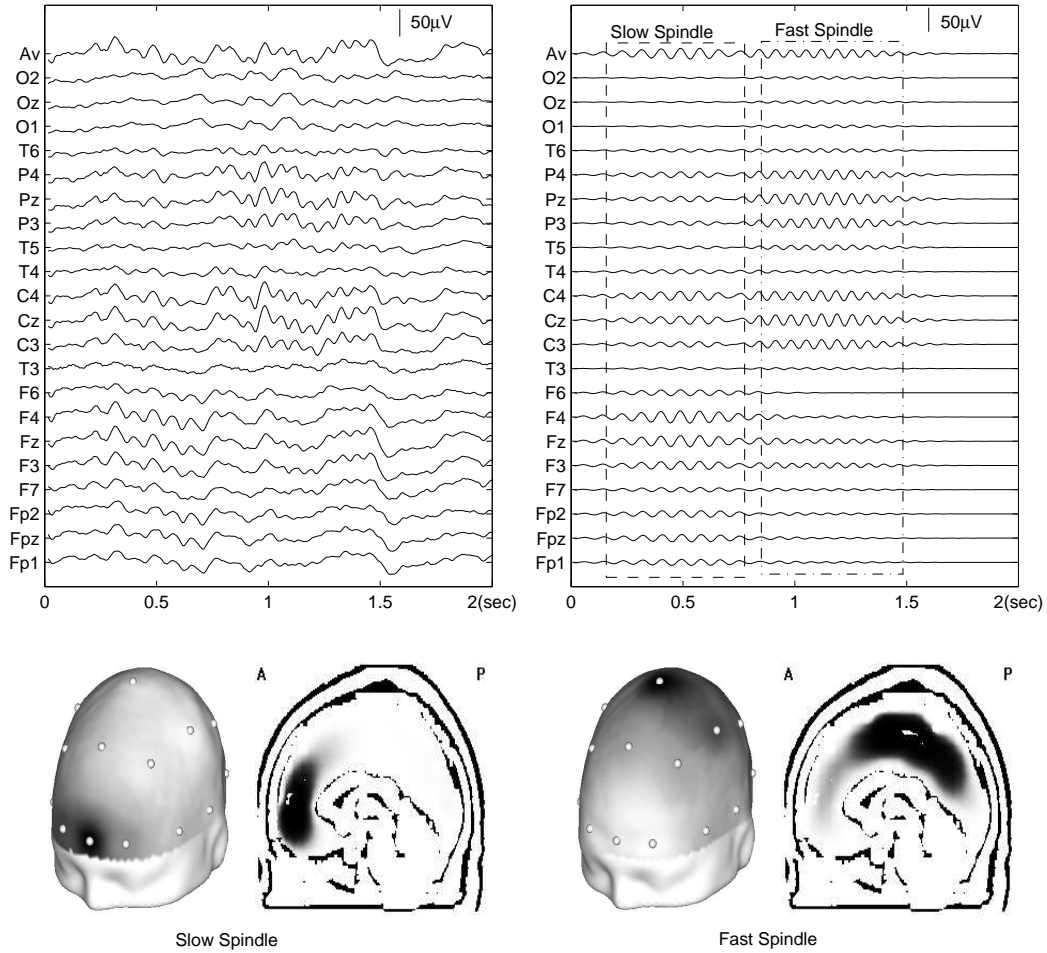 50μV
Av
O2
Oz
O1
T6
P4
Pz
P3
T5
T4
C4
Cz
C3
T3
F6
F4
Fz
F3
F7
Fp2
Fpz
Fp1
0 0.5 1 1.5 2(sec)
50μV
Slow Spindle Fast Spindle
Av
O2
Oz
O1
T6
P4
Pz
P3
T5
T4
C4
Cz
C3
T3
F6
F4
Fz
F3
F7
Fp2
Fpz
Fp1
0 0.5 1 1.5 2(sec)
A P
A P
Slow Spindle
Fast Spindle